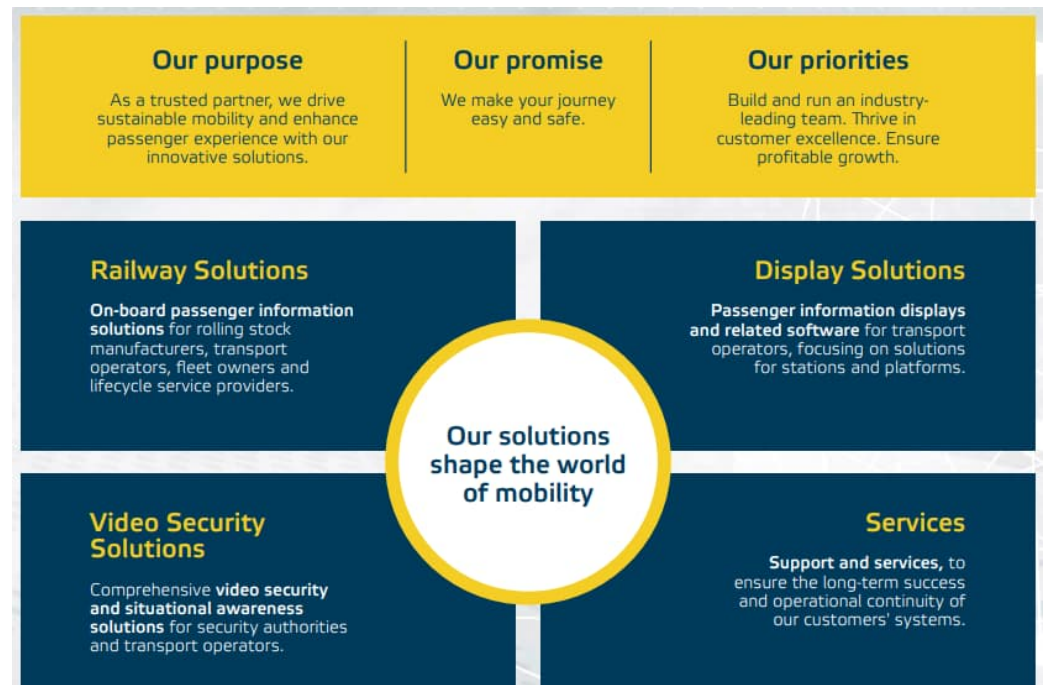 Our purpose
As a trusted partner, we drive
sustainable mobility and enhance
passenger experience with our
innovative solutions.
Our promise
We make your journey
easy and safe.
Our priorities
Build and run an industry-
leading team. Thrive in
customer excellence. Ensure
profitable growth.
Railway Solutions
On-board passenger information
solutions for rolling stock
manufacturers, transport
operators, fleet owners and
lifecycle service providers.
Display Solutions
Passenger information displays
and related software for transport
operators, focusing on solutions
for stations and platforms.
Our solutions
shape the world
of mobility
Video Security
Solutions
Comprehensive video security
and situational awareness
solutions for security authorities
and transport operators.
Services
Support and services, to
ensure the long-term success
and operational continuity of
our customers' systems.